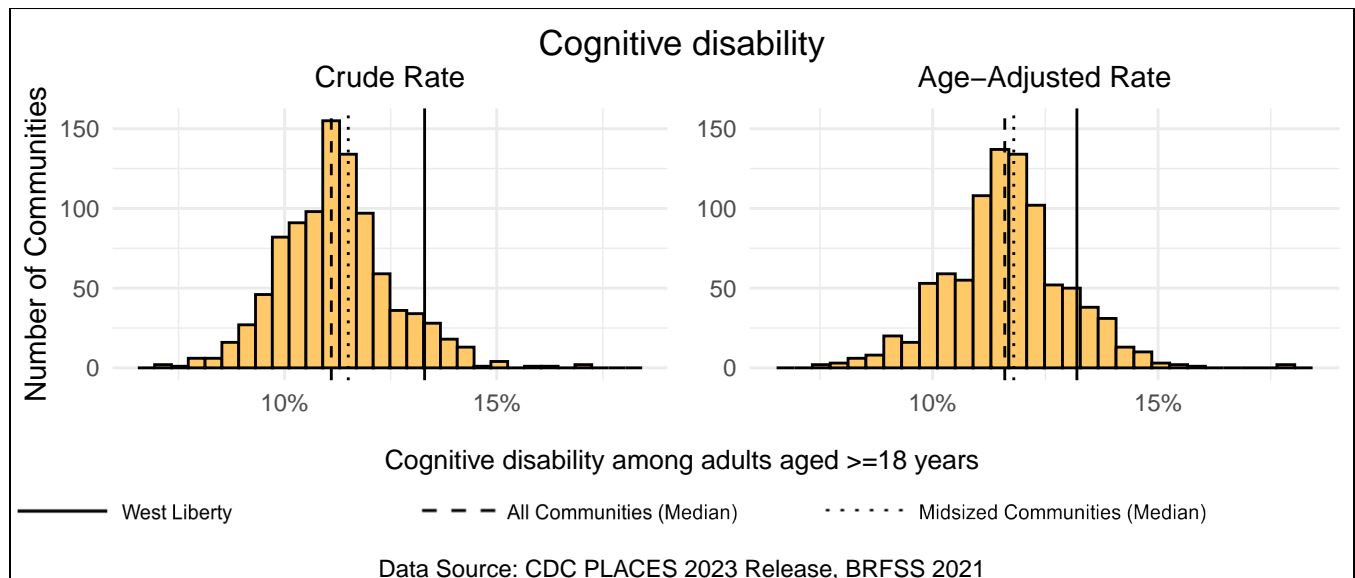 Cognitive disability
Crude Rate
Age−Adjusted Rate
Number of Communities
150
100
50
0
10%
15%
150
100
50
0
10%
15%
Cognitive disability among adults aged >=18 years
West Liberty
All Communities (Median)
Midsized Communities (Median)
Data Source: CDC PLACES 2023 Release, BRFSS 2021